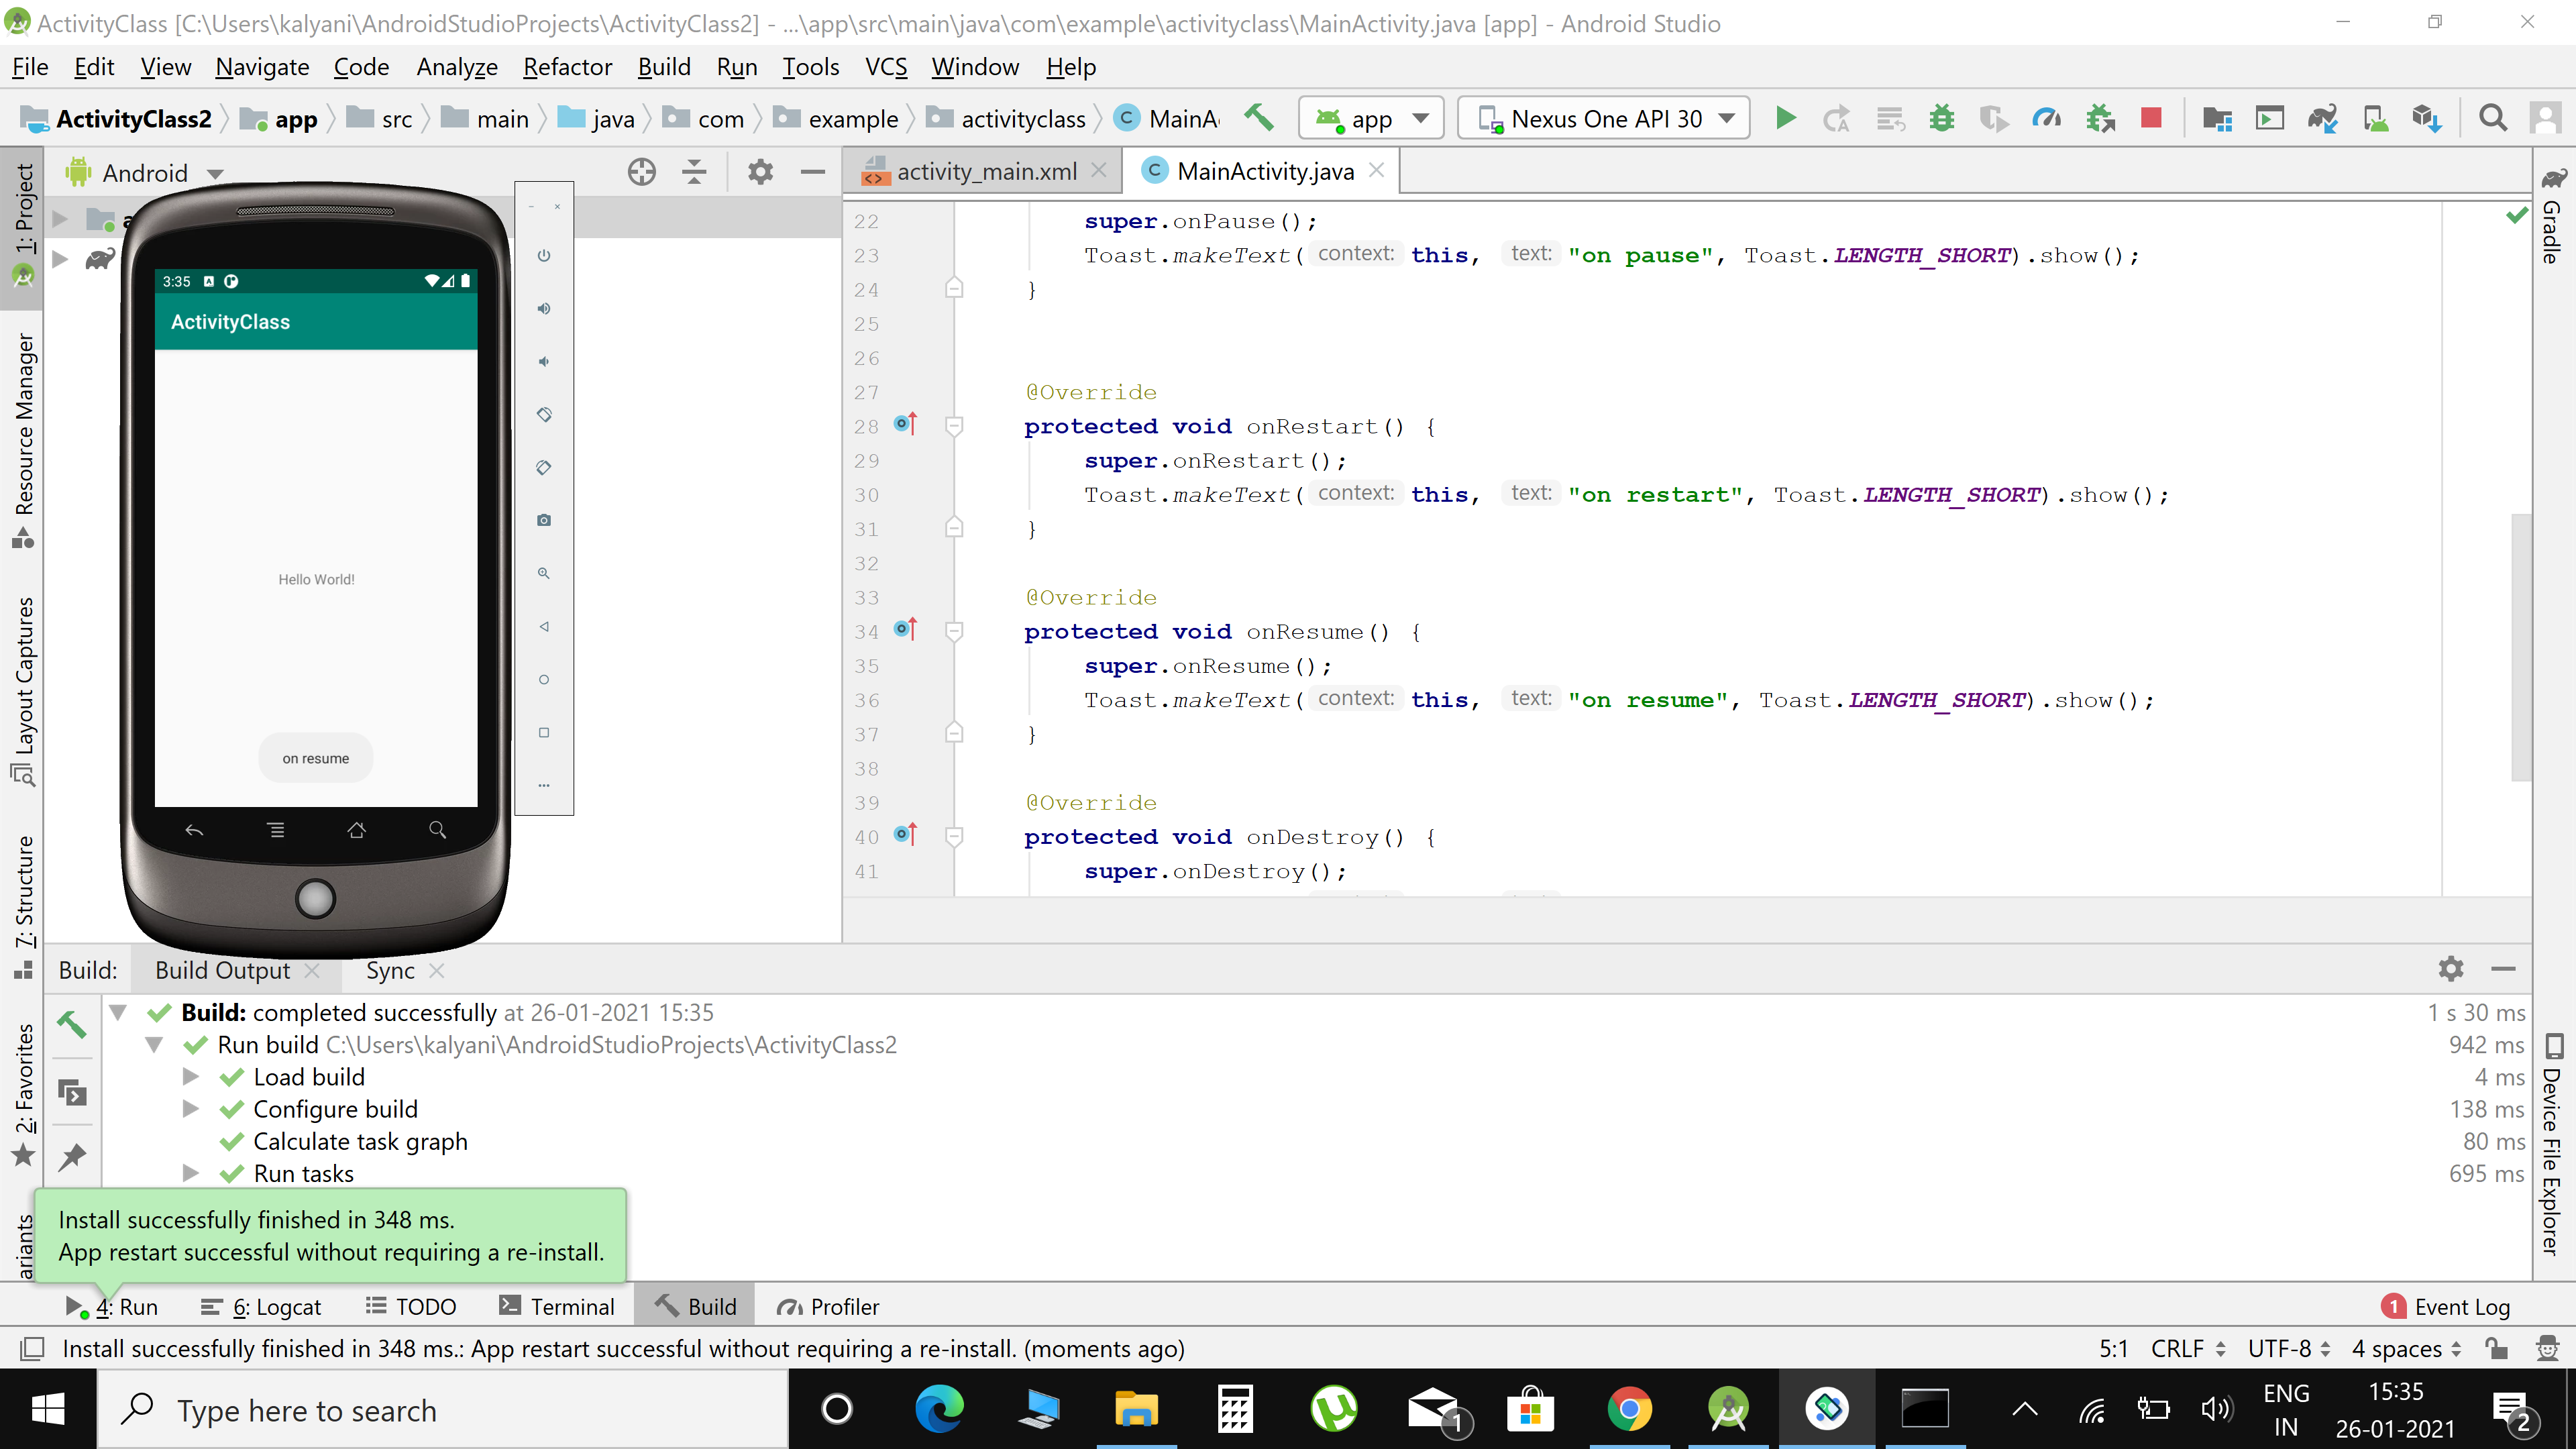 ActivityClass [C:\Users\kalyani\AndroidStudioProjects\ActivityClass2] - ...\app\src\main\java\com\example\activityclass\MainActivity.java [app] - Android Studio
File Edit View Navigate Code Analyze Refactor Build Run Tools VCS Window Help
ActivityClass2 app src main java com example activityclass MainA app Nexus One API 30
1: Project
Resource Manager
Layout Captures
7: Structure
2: Favorites
ariants
Android
3:35
ActivityClass
Hello World!
on resume
activity_main.xml MainActivity.java
22 super.onPause();
23 Toast.makeText( context: this, text: "on pause", Toast.LENGTH_SHORT).show();
24 }
25
26
27 @Override
28 protected void onRestart() {
29 super.onRestart();
30 Toast.makeText( context: this, text: "on restart", Toast.LENGTH_SHORT).show();
31 }
32
33 @Override
34 protected void onResume() {
35 super.onResume();
36 Toast.makeText( context: this, text: "on resume", Toast.LENGTH_SHORT).show();
37 }
38
39 @Override
40 protected void onDestroy() {
41 super.onDestroy();
Gradle
Device File Explorer
Build: Build Output Sync
Build: completed successfully at 26-01-2021 15:35 1 s 30 ms
Run build C:\Users\kalyani\AndroidStudioProjects\ActivityClass2 942 ms
Load build 4 ms
Configure build 138 ms
Calculate task graph 80 ms
Run tasks 695 ms
Install successfully finished in 348 ms.
App restart successful without requiring a re-install.
4: Run 6: Logcat TODO Terminal Build Profiler 1 Event Log
Install successfully finished in 348 ms.: App restart successful without requiring a re-install. (moments ago) 5:1 CRLF UTF-8 4 spaces
Type here to search 1 ENG IN 15:35 26-01-2021 2